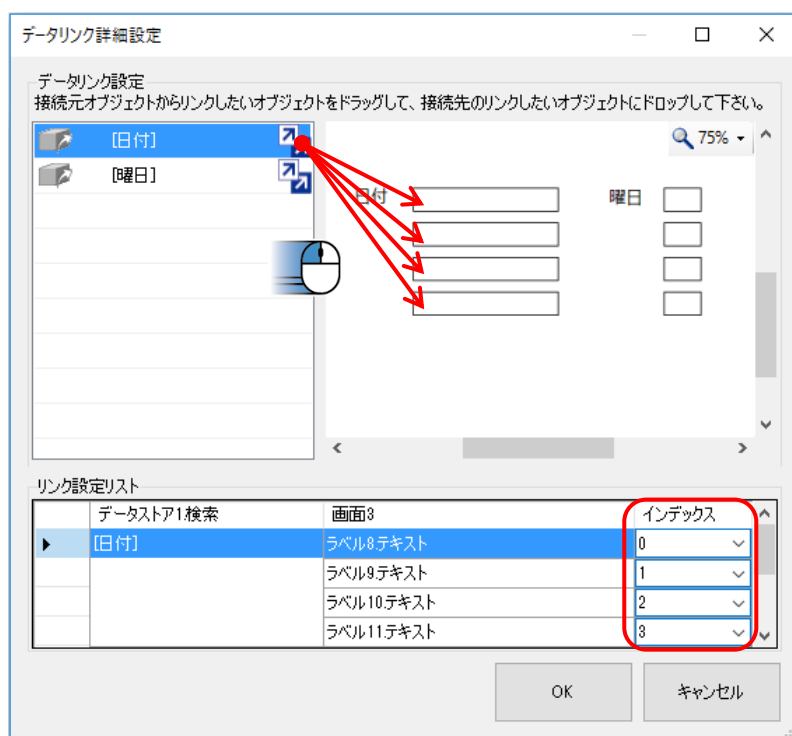 データリンク詳細設定
データリンク設定
接続元オブジェクトからリンクしたいオブジェクトをドラッグして、接続先のリンクしたいオブジェクトにドロップして下さい。
[日付]
75%
[曜日]
日付
曜日
リンク設定リスト
データストア1.検索 画面3 インデックス
[日付] ラベル8.テキスト 0
ラベル9.テキスト 1
ラベル10.テキスト 2
ラベル11.テキスト 3
OK キャンセル